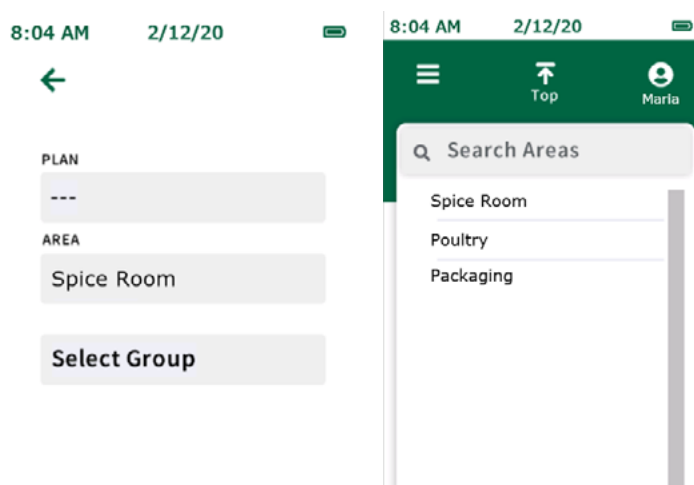 8:04 AM 2/12/20
PLAN
---
AREA
Spice Room
Select Group
8:04 AM 2/12/20
Top
Marla
Search Areas
Spice Room
Poultry
Packaging